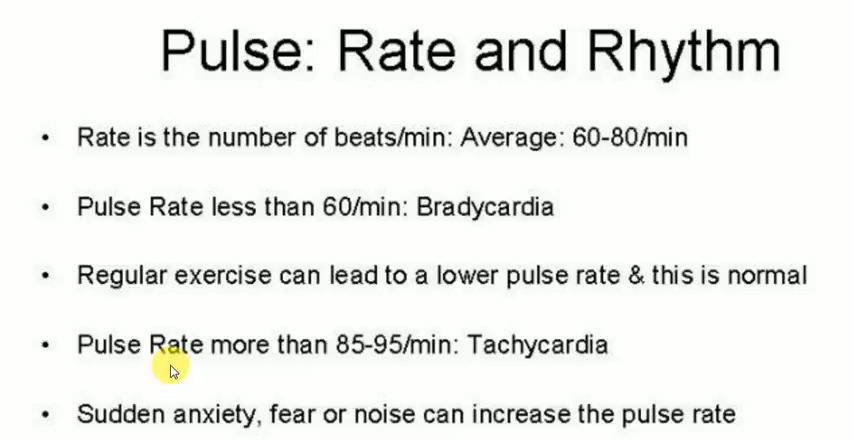 Pulse: Rate and Rhythm
• Rate is the number of beats/min: Average: 60-80/min
• Pulse Rate less than 60/min: Bradycardia
• Regular exercise can lead to a lower pulse rate & this is normal
• Pulse Rate more than 85-95/min: Tachycardia
• Sudden anxiety, fear or noise can increase the pulse rate